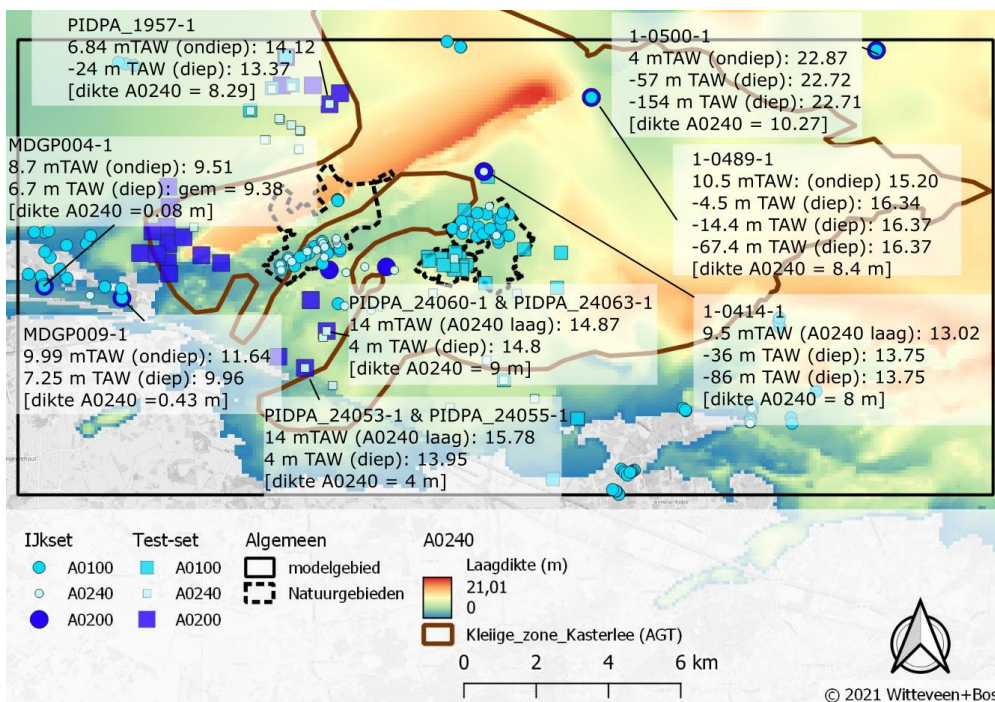 PIDPA_1957-1
6.84 mTAW (ondiep): 14.12
-24 m TAW (diep): 13.37
[dikte A0240 = 8.29]
1-0500-1
4 mTAW (ondiep): 22.87
-57 m TAW (diep): 22.72
-154 m TAW (diep): 22.71
[dikte A0240 = 10.27]
MDGP004-1
8.7 mTAW (ondiep): 9.51
6.7 m TAW (diep): gem = 9.38
[dikte A0240 =0.08 m]
1-0489-1
10.5 mTAW: (ondiep) 15.20
-4.5 m TAW (diep): 16.34
-14.4 m TAW (diep): 16.37
-67.4 m TAW (diep): 16.37
[dikte A0240 = 8.4 m]
PIDPA_24060-1 & PIDPA_24063-1
14 mTAW (A0240 laag): 14.87
4 m TAW (diep): 14.8
[dikte A0240 = 9 m]
1-0414-1
9.5 mTAW (A0240 laag): 13.02
-36 m TAW (diep): 13.75
-86 m TAW (diep): 13.75
[dikte A0240 = 8 m]
MDGP009-1
9.99 mTAW (ondiep): 11.64
7.25 m TAW (diep): 9.96
[dikte A0240 =0.43 m]
PIDPA_24053-1 & PIDPA_24055-1
14 mTAW (A0240 laag): 15.78
4 m TAW (diep): 13.95
[dikte A0240 = 4 m]
IJkset
A0100
A0240
A0200
Test-set
A0100
A0240
A0200
Algemeen
modelgebied
Natuurgebieden
A0240
Laagdikte (m)
21,01
0
Kleiige_zone_Kasterlee (AGT)
0 2 4 6 km
© 2021 Witteveen+Bos